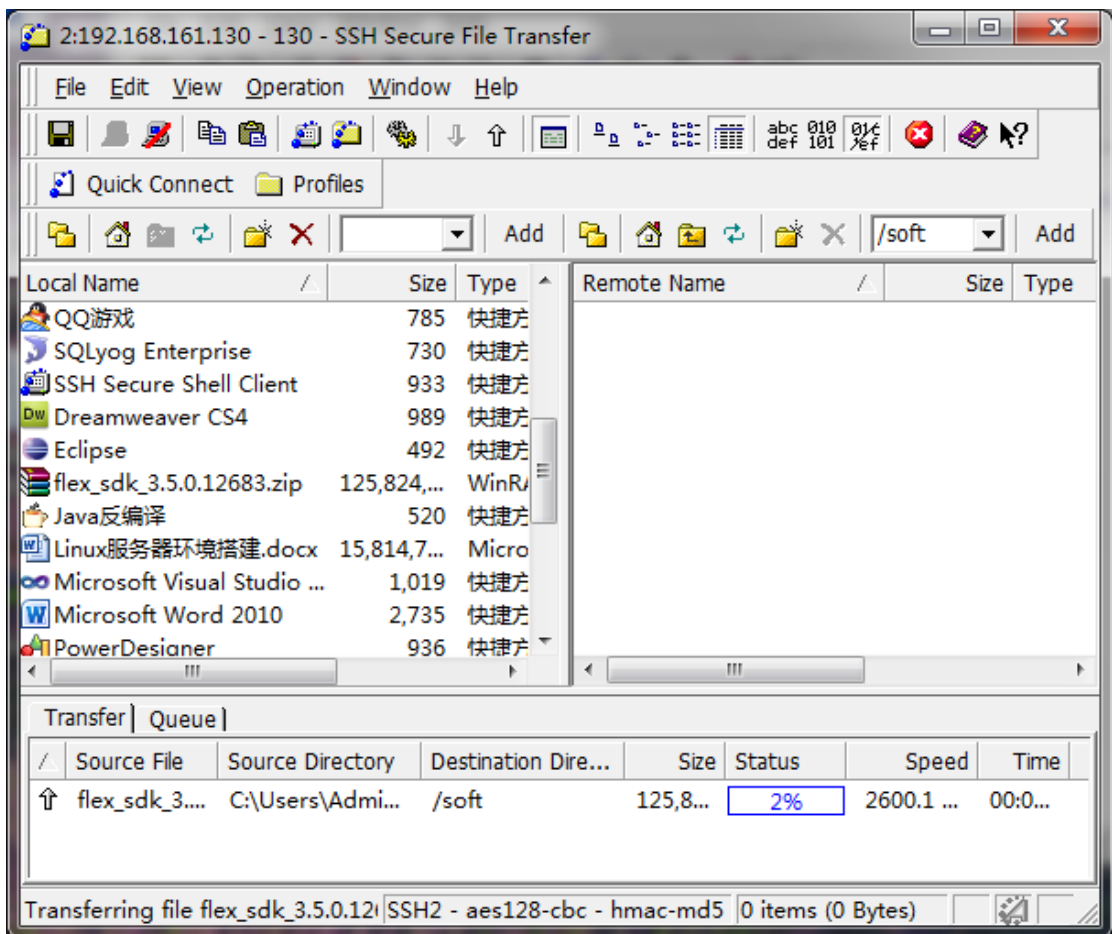 2:192.168.161.130 - 130 - SSH Secure File Transfer
File Edit View Operation Window Help
abc def 010 101
Quick Connect Profiles
Add /soft Add
Local Name Size Type Remote Name Size Type
QQ游戏 785 快捷方
SQLyog Enterprise 730 快捷方
SSH Secure Shell Client 933 快捷方
Dw Dreamweaver CS4 989 快捷方
Eclipse 492 快捷方
flex_sdk_3.5.0.12683.zip 125,824,... WinRA
Java反编译 520 快捷方
Linux服务器环境搭建.docx 15,814,7... Micro
Microsoft Visual Studio ... 1,019 快捷方
W Microsoft Word 2010 2,735 快捷方
PowerDesigner 936 快捷方
Transfer Queue
Source File Source Directory Destination Dire... Size Status Speed Time
flex_sdk_3.... C:\Users\Admi... /soft 125,8... 2% 2600.1 ... 00:0...
Transferring file flex_sdk_3.5.0.12 SSH2 - aes128-cbc - hmac-md5 0 items (0 Bytes)